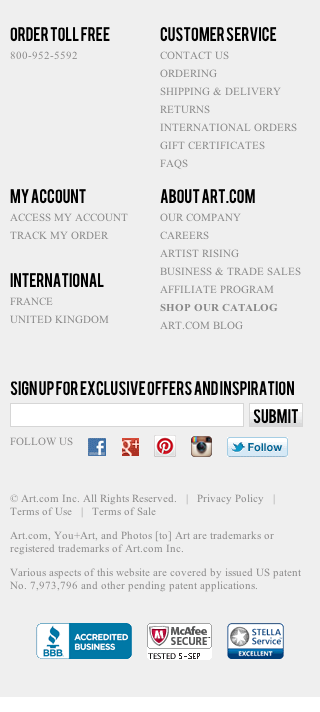 ORDER TOLL FREE
800-952-5592
CUSTOMER SERVICE
CONTACT US
ORDERING
SHIPPING & DELIVERY
RETURNS
INTERNATIONAL ORDERS
GIFT CERTIFICATES
FAQS
MY ACCOUNT
ACCESS MY ACCOUNT
TRACK MY ORDER
INTERNATIONAL
FRANCE
UNITED KINGDOM
ABOUT ART.COM
OUR COMPANY
CAREERS
ARTIST RISING
BUSINESS & TRADE SALES
AFFILIATE PROGRAM
SHOP OUR CATALOG
ART.COM BLOG
SIGN UP FOR EXCLUSIVE OFFERS AND INSPIRATION
SUBMIT
FOLLOW US
Follow
© Art.com Inc. All Rights Reserved. | Privacy Policy |
Terms of Use | Terms of Sale
Art.com, You+Art, and Photos [to] Art are trademarks or
registered trademarks of Art.com Inc.
Various aspects of this website are covered by issued US patent
No. 7,973,796 and other pending patent applications.
BBB
ACCREDITED
BUSINESS
McAfee
SECURE™
TESTED 5-SEP
STELLA
Service
EXCELLENT